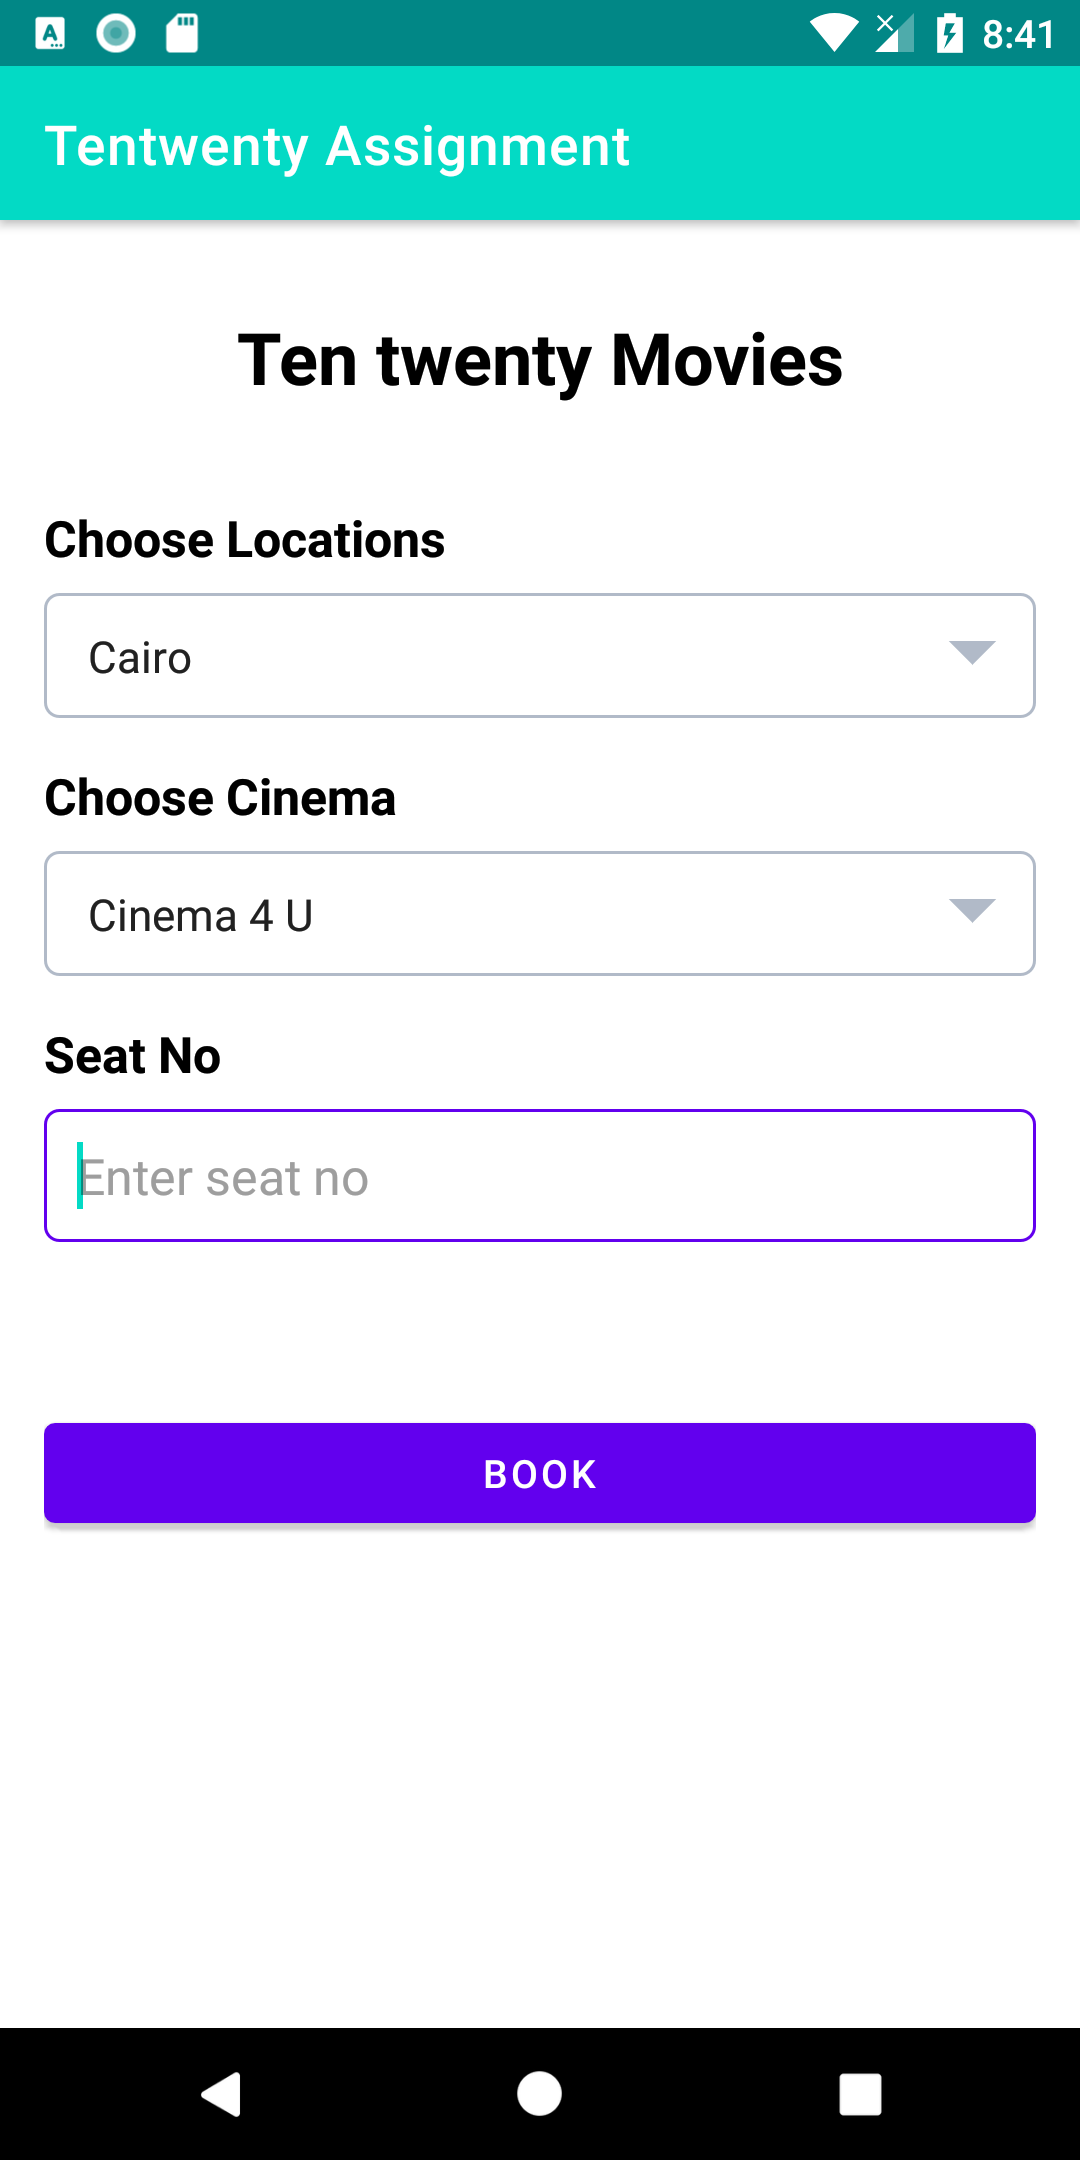 8:41
Tentwenty Assignment
Ten twenty Movies
Choose Locations
Cairo
Choose Cinema
Cinema 4 U
Seat No
Enter seat no
BOOK